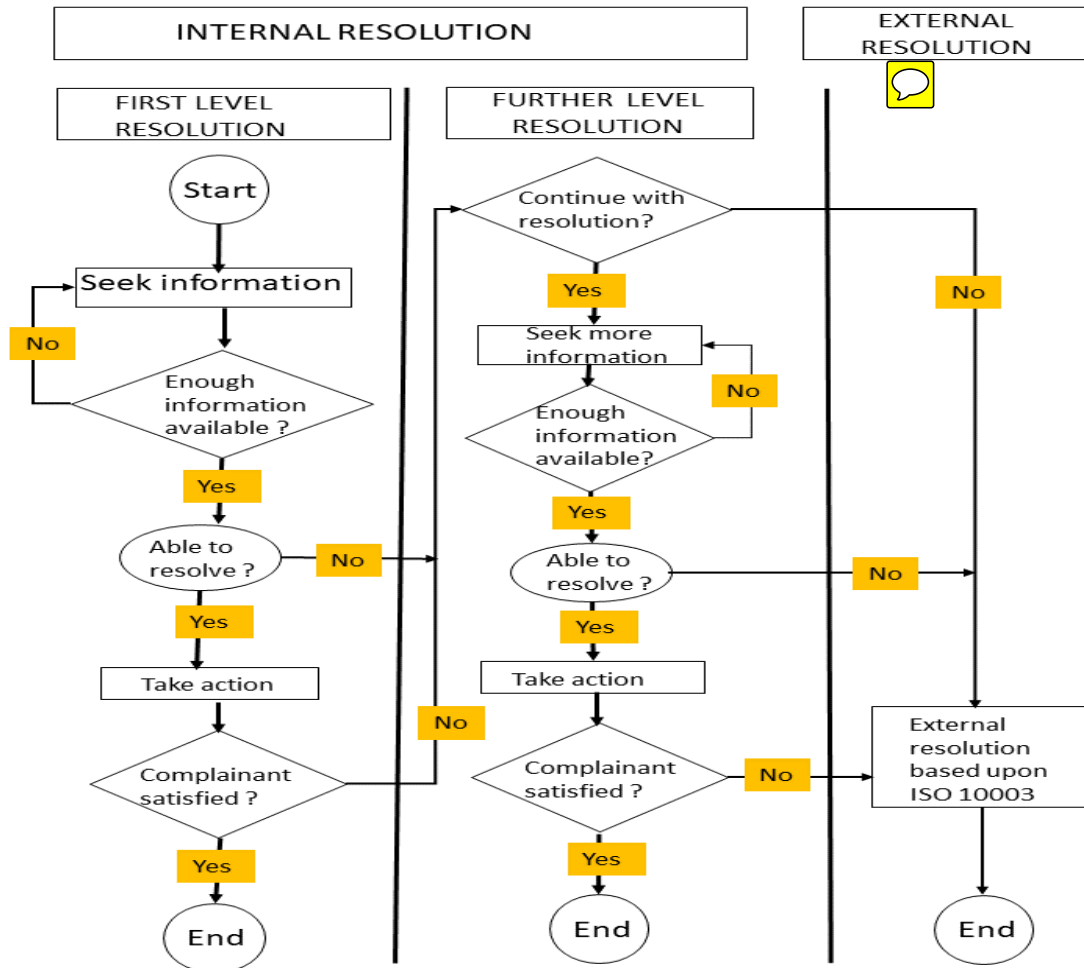 INTERNAL RESOLUTION
EXTERNAL
RESOLUTION
FIRST LEVEL
RESOLUTION
Start
Seek information
No
Enough
information
available ?
Yes
Able to
resolve ?
No
Yes
Take action
No
Complainant
satisfied ?
Yes
End
FURTHER LEVEL
RESOLUTION
Continue with
resolution?
No
Yes
Seek more
information
No
Enough
information
available?
Yes
Able to
resolve ?
No
Yes
Take action
Complainant
satisfied ?
No
Yes
End
External
resolution
based upon
ISO 10003
End